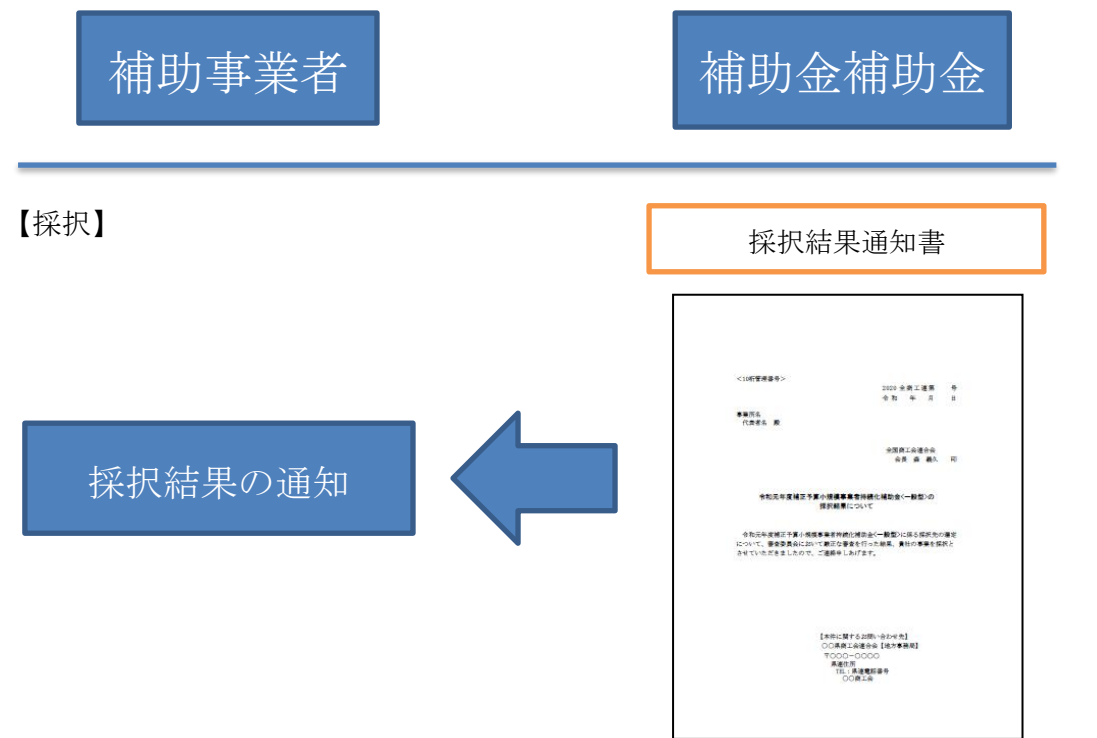 補助事業者
補助金補助金
【採択】
採択結果通知書
採択結果の通知
<10桁管理番号>
2020 全商工連業 号
令和 年 月 日
事業所名
代表者名 殿
全国商工会連合会
会長 森 義久 印
令和元年度補正予算小規模事業者持続化補助金<一般型>の
採択結果について
令和元年度補正予算小規模事業者持続化補助金<一般型>に係る採択先の選定
について、審査委員会において厳正な審査を行った結果、貴社の事業を採択と
させていただきましたので、ご連絡申しあげます。
【本件に関するお問い合わせ先】
〇〇県商工会連合会【地方事務局】
〒〇〇〇-〇〇〇〇
県連住所
TEL:県連電話番号
〇〇商工会